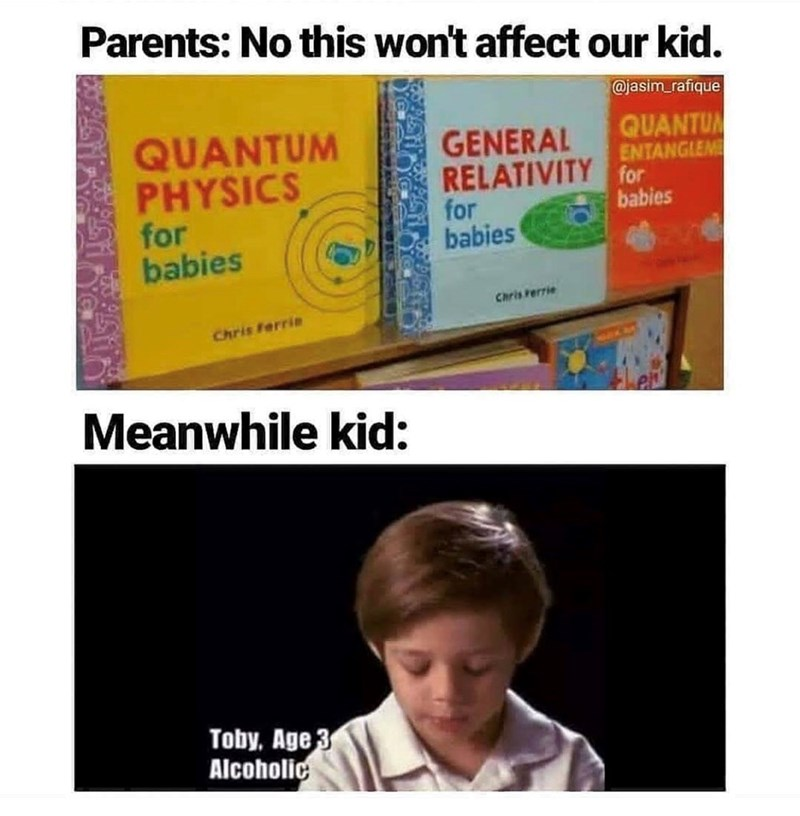 Parents: No this won't affect our kid.
@jasim_rafique
QUANTUM
PHYSICS
for
babies
Chris Ferrie
GENERAL
RELATIVITY
for
babies
Chris Ferrie
QUANTUM
ENTANGLEME
for
babies
Meanwhile kid:
Toby, Age 3
Alcoholic